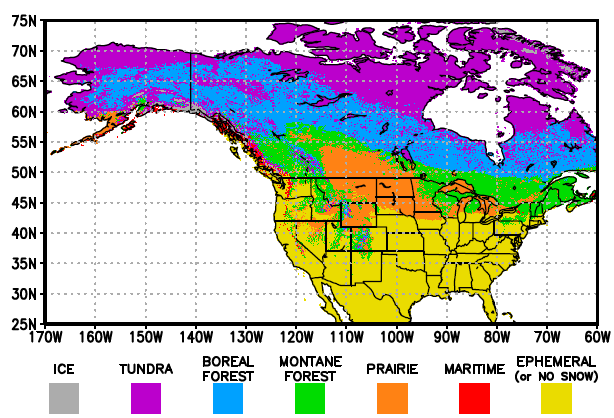 75N
70N
65N
60N
55N
50N
45N
40N
35N
30N
25N
170W 160W 150W 140W 130W 120W 110W 100W 90W 80W 70W 60W
ICE TUNDRA BOREAL FOREST MONTANE FOREST PRAIRIE MARITIME EPHEMERAL (or NO SNOW)